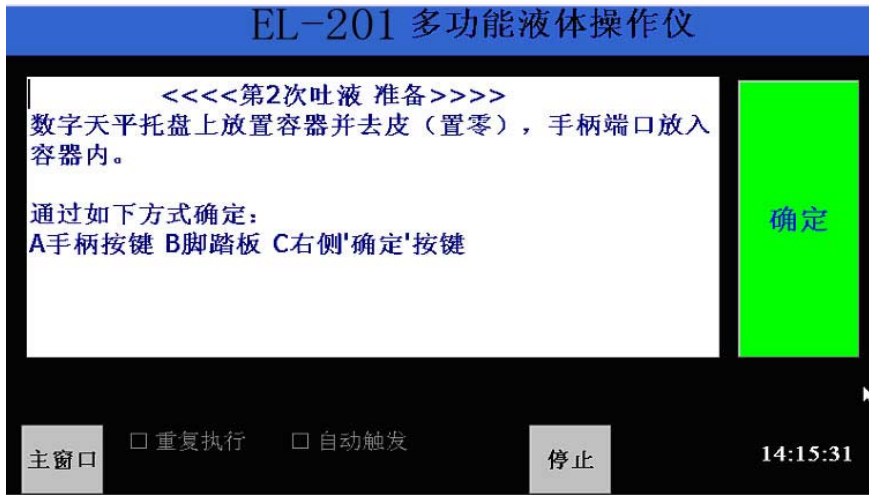 EL-201 多功能液体操作仪
<<<<第2次吐液 准备>>>>
数字天平托盘上放置容器并去皮（置零），手柄端口放入
容器内。
通过如下方式确定：
A手柄按键 B脚踏板 C右侧'确定'按键
确定
主窗口
重复执行
自动触发
停止
14:15:31